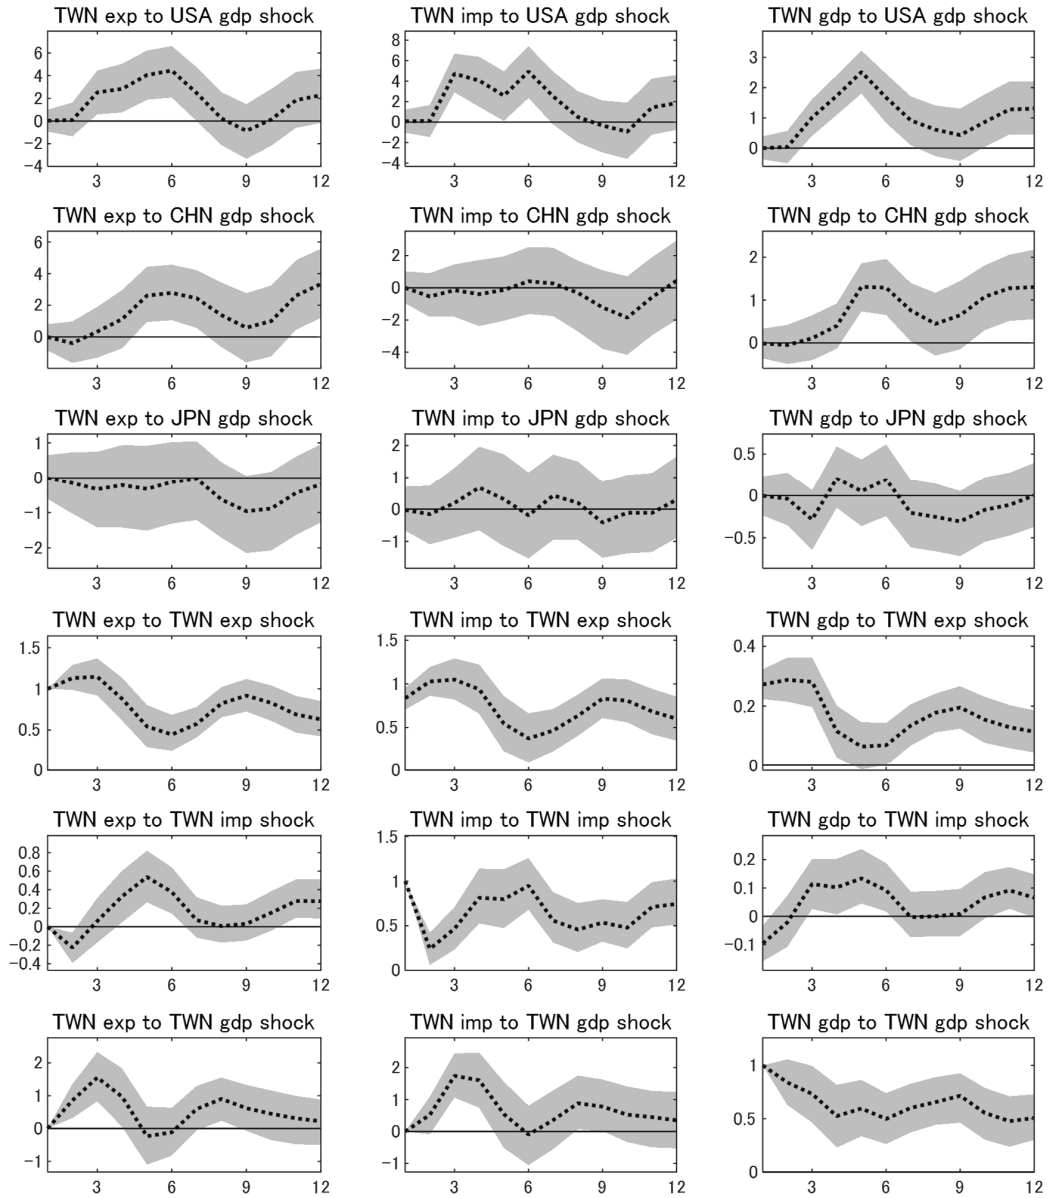 TWN exp to USA gdp shock TWN imp to USA gdp shock TWN gdp to USA gdp shock
6 8 3
4 6 2
2 4 1
0 2 0
−2 0
−4 −2
−4
3 6 9 12 3 6 9 12 3 6 9 12
TWN exp to CHN gdp shock TWN imp to CHN gdp shock TWN gdp to CHN gdp shock
6 2 2
4 0 1
2 −2 0
0 −4
3 6 9 12 3 6 9 12 3 6 9 12
TWN exp to JPN gdp shock TWN imp to JPN gdp shock TWN gdp to JPN gdp shock
1 2 0.5
0 1 0
−1 0 −0.5
−2 −1
3 6 9 12 3 6 9 12 3 6 9 12
TWN exp to TWN exp shock TWN imp to TWN exp shock TWN gdp to TWN exp shock
1.5 1.5 0.4
1 1 0.2
0.5 0.5 0
0 0
3 6 9 12 3 6 9 12 3 6 9 12
TWN exp to TWN imp shock TWN imp to TWN imp shock TWN gdp to TWN imp shock
0.8 1.5 0.2
0.6 1 0.1
0.4 0.5 0
0.2 0 −0.1
0
−0.2
−0.4
3 6 9 12 3 6 9 12 3 6 9 12
TWN exp to TWN gdp shock TWN imp to TWN gdp shock TWN gdp to TWN gdp shock
2 2 1
1 1 0.5
0 0 0
−1 −1
3 6 9 12 3 6 9 12 3 6 9 12